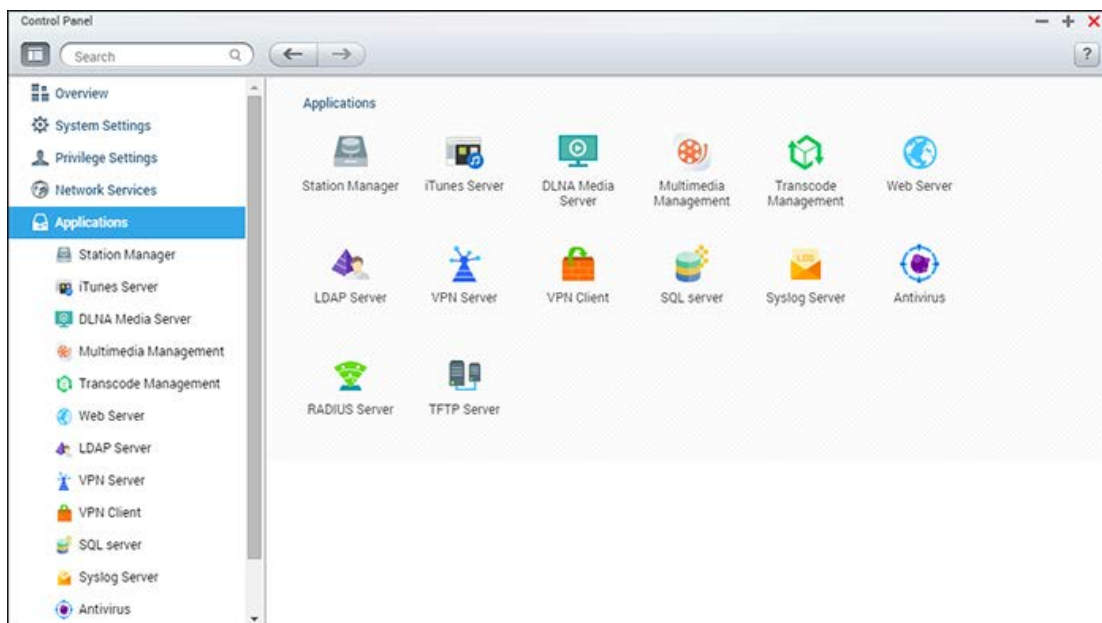 Control Panel
Search
?
Overview
System Settings
Privilege Settings
Network Services
Applications
Station Manager
iTunes Server
DLNA Media Server
Multimedia Management
Transcode Management
Web Server
LDAP Server
VPN Server
VPN Client
SQL server
Syslog Server
Antivirus
Applications
Station Manager
iTunes Server
DLNA Media
Server
Multimedia
Management
Transcode
Management
Web Server
LDAP Server
VPN Server
VPN Client
SQL server
LOG
Syslog Server
Antivirus
RADIUS Server
TFTP Server